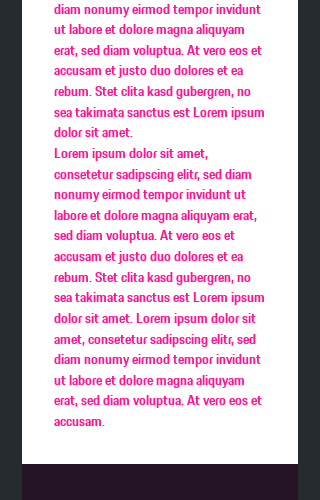 diam nonumy eirmod tempor invidunt
ut labore et dolore magna aliquyam
erat, sed diam voluptua. At vero eos et
accusam et justo duo dolores et ea
rebum. Stet clita kasd gubergren, no
sea takimata sanctus est Lorem ipsum
dolor sit amet.
Lorem ipsum dolor sit amet,
consetetur sadipscing elitr, sed diam
nonumy eirmod tempor invidunt ut
labore et dolore magna aliquyam erat,
sed diam voluptua. At vero eos et
accusam et justo duo dolores et ea
rebum. Stet clita kasd gubergren, no
sea takimata sanctus est Lorem ipsum
dolor sit amet. Lorem ipsum dolor sit
amet, consetetur sadipscing elitr, sed
diam nonumy eirmod tempor invidunt
ut labore et dolore magna aliquyam
erat, sed diam voluptua. At vero eos et
accusam.